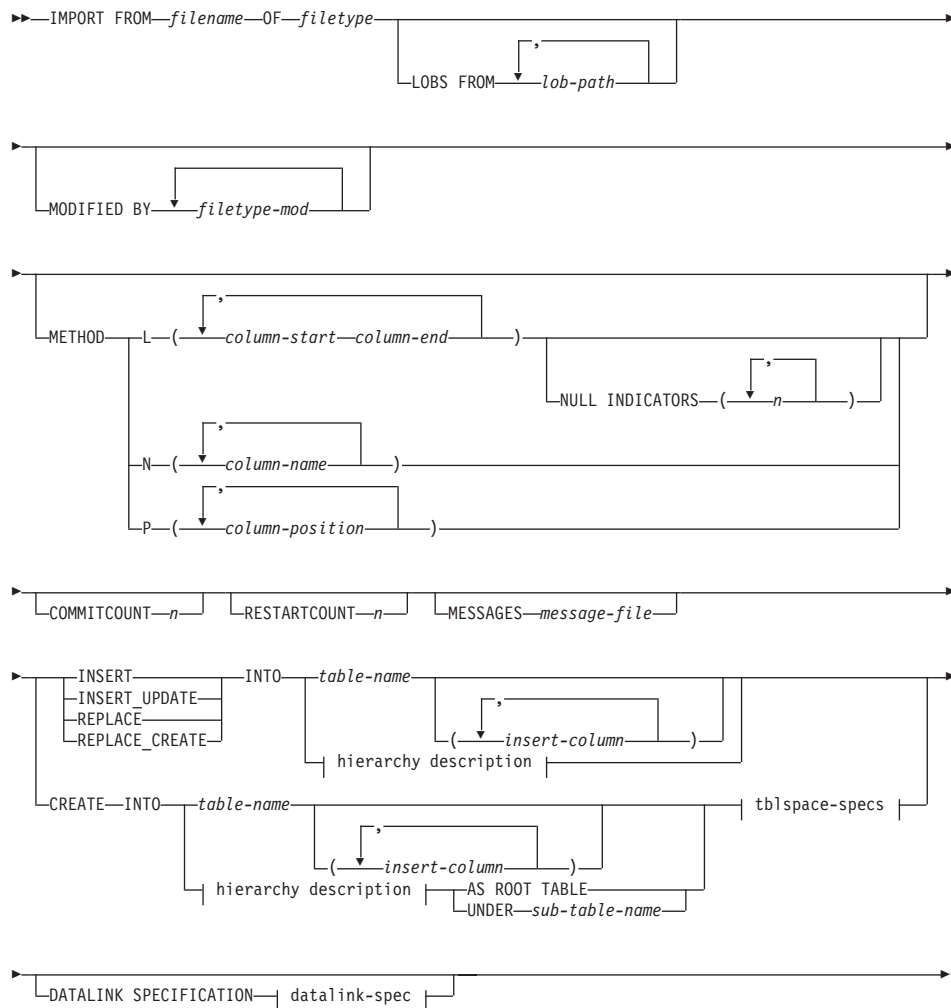 IMPORT FROM filename OF filetype
,
LOBS FROM lob-path
MODIFIED BY filetype-mod
,
METHOD L ( column-start column-end )
,
NULL INDICATORS ( n )
,
N ( column-name )
,
P ( column-position )
COMMITCOUNT n RESTARTCOUNT n MESSAGES message-file
INSERT INTO table-name
INSERT_UPDATE
,
REPLACE
REPLACE_CREATE ( insert-column )
hierarchy description
CREATE INTO table-name tblspace-specs
,
( insert-column )
hierarchy description AS ROOT TABLE
UNDER sub-table-name
DATALINK SPECIFICATION datalink-spec